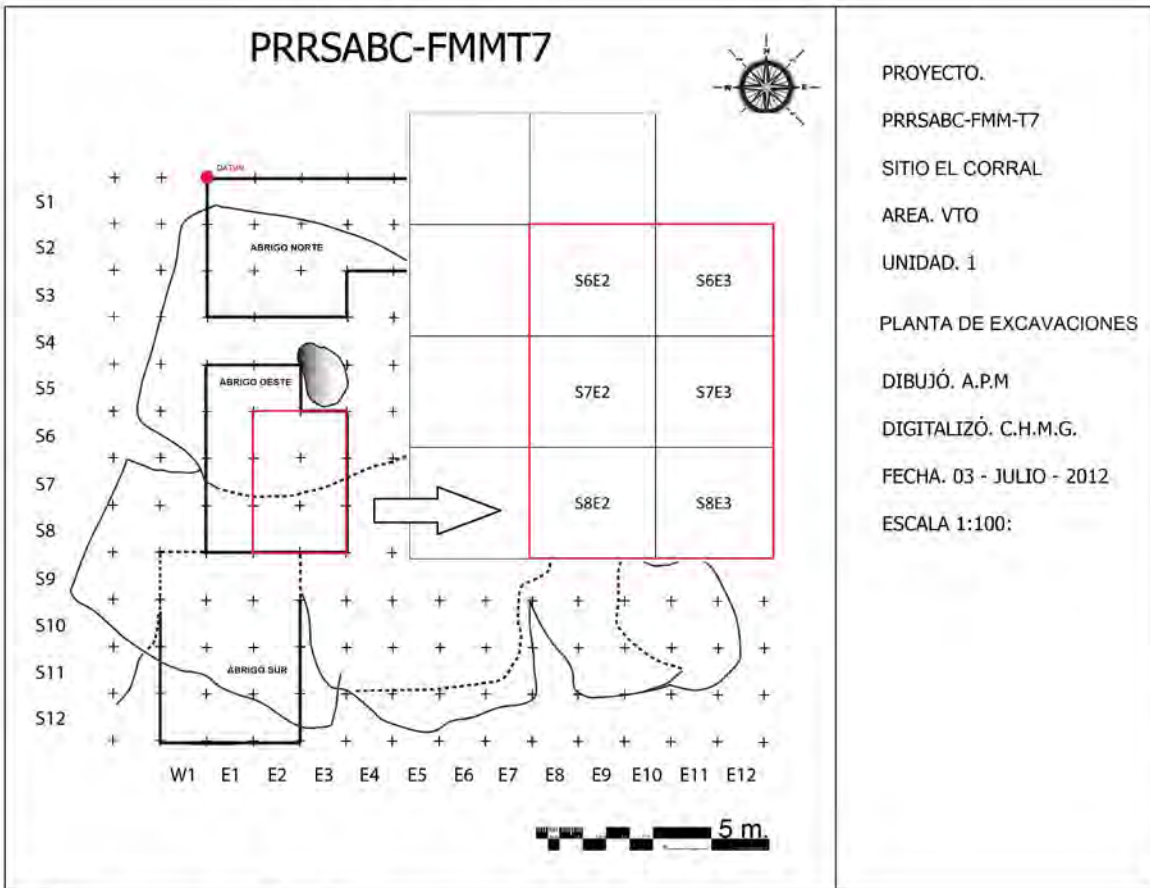 PRRSABC-FMMT7
N
W
E
DATUM
S1
S2
S3
S4
S5
S6
S7
S8
S9
S10
S11
S12
ABRIGO NORTE
ABRIGO OESTE
ABRIGO SUR
S6E2 S6E3
S7E2 S7E3
S8E2 S8E3
W1 E1 E2 E3 E4 E5 E6 E7 E8 E9 E10 E11 E12
5 m.
PROYECTO.
PRRSABC-FMM-T7
SITIO EL CORRAL
AREA. VTO
UNIDAD. 1
PLANTA DE EXCAVACIONES
DIBUJÓ. A.P.M
DIGITALIZÓ. C.H.M.G.
FECHA. 03 - JULIO - 2012
ESCALA 1:100: